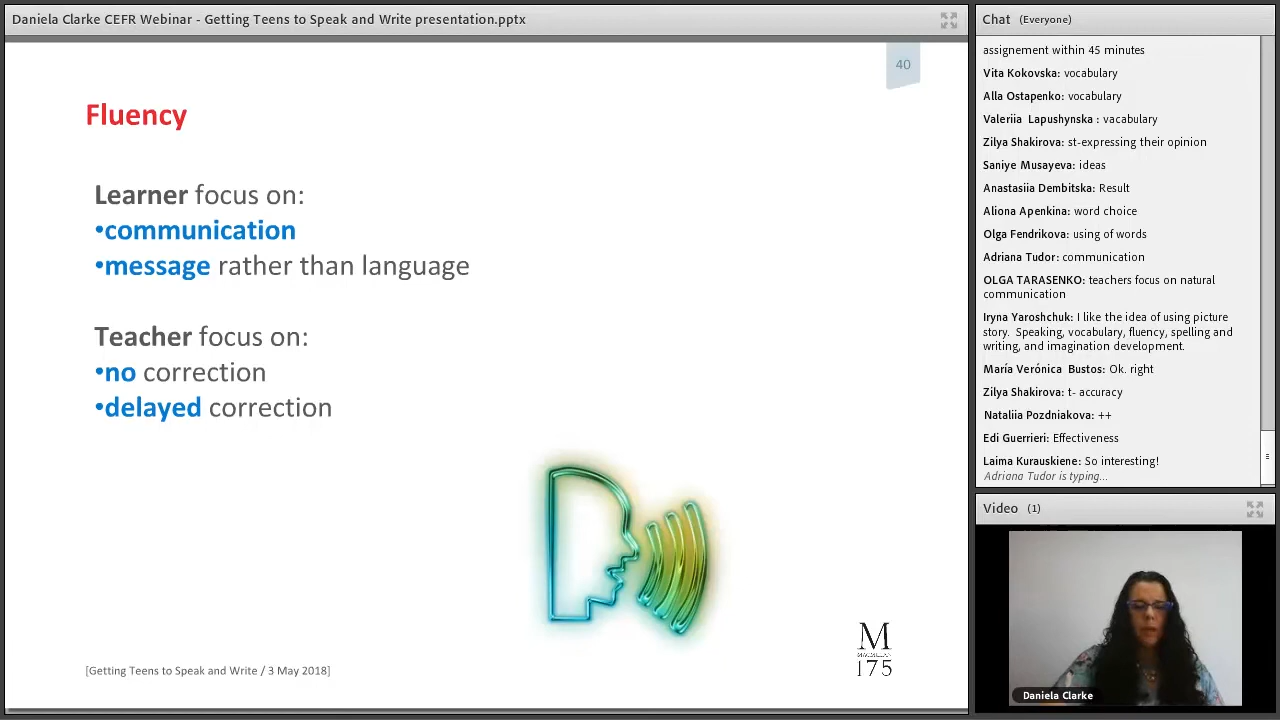 Daniela Clarke CEFR Webinar - Getting Teens to Speak and Write presentation.pptx
40
Fluency
Learner focus on:
•communication
•message rather than language
Teacher focus on:
•no correction
•delayed correction
M
MACMILLAN
175
[Getting Teens to Speak and Write / 3 May 2018]
Chat (Everyone)
assignement within 45 minutes
Vita Kokovska: vocabulary
Alla Ostapenko: vocabulary
Valeriia Lapushynska : vacabulary
Zilya Shakirova: st-expressing their opinion
Saniye Musayeva: ideas
Anastasiia Dembitska: Result
Aliona Apenkina: word choice
Olga Fendrikova: using of words
Adriana Tudor: communication
OLGA TARASENKO: teachers focus on natural
communication
Iryna Yaroshchuk: I like the idea of using picture
story. Speaking, vocabulary, fluency, spelling and
writing, and imagination development.
María Verónica Bustos: Ok. right
Zilya Shakirova: t- accuracy
Nataliia Pozdniakova: ++
Edi Guerrieri: Effectiveness
Laima Kurauskiene: So interesting!
Adriana Tudor is typing...
Video (1)
Daniela Clarke